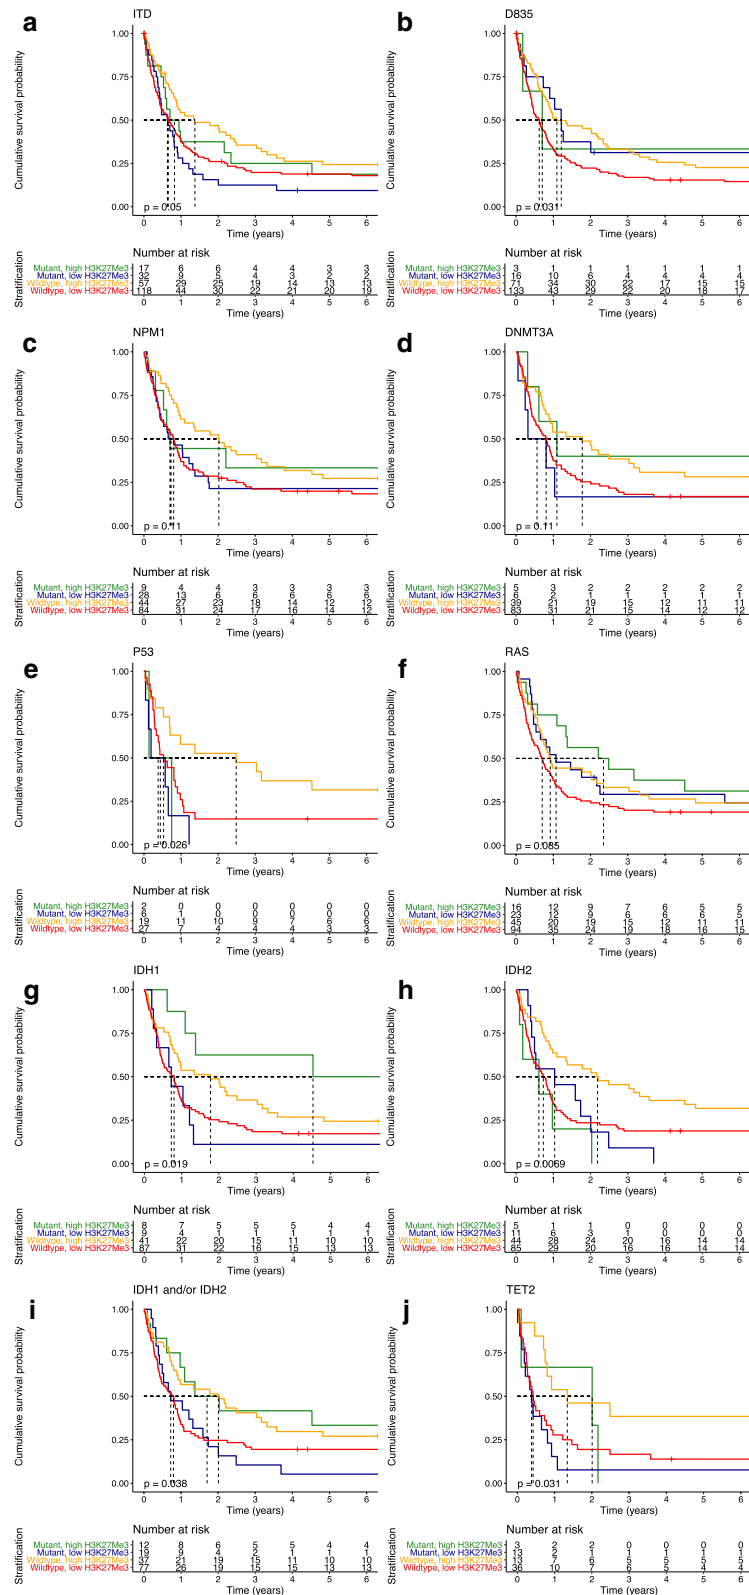 a
ITD
Cumulative survival probability
1.00
0.75
0.50
0.25
0.00
p = 0.05
0 1 2 3 4 5 6
Time (years)
Number at risk
Stratification
Mutant, high H3K27Me3 17 6 6 4 4 3 3
Mutant, low H3K27Me3 32 9 5 4 3 2 2
Wildtype, high H3K27Me3 57 29 25 19 14 13 13
Wildtype, low H3K27Me3 118 44 30 22 21 20 19
0 1 2 3 4 5 6
Time (years)
b
D835
Cumulative survival probability
1.00
0.75
0.50
0.25
0.00
p = 0.031
0 1 2 3 4 5 6
Time (years)
Number at risk
Stratification
Mutant, high H3K27Me3 3 1 1 1 1 1 1
Mutant, low H3K27Me3 16 10 6 4 4 4 4
Wildtype, high H3K27Me3 71 34 30 22 17 15 15
Wildtype, low H3K27Me3 133 43 29 22 20 18 17
0 1 2 3 4 5 6
Time (years)
c
NPM1
Cumulative survival probability
1.00
0.75
0.50
0.25
0.00
p = 0.11
0 1 2 3 4 5 6
Time (years)
Number at risk
Stratification
Mutant, high H3K27Me3 9 4 4 3 3 3 3
Mutant, low H3K27Me3 28 13 6 6 6 6 6
Wildtype, high H3K27Me3 44 27 23 18 14 12 12
Wildtype, low H3K27Me3 84 31 24 17 16 14 12
0 1 2 3 4 5 6
Time (years)
d
DNMT3A
Cumulative survival probability
1.00
0.75
0.50
0.25
0.00
p = 0.11
0 1 2 3 4 5 6
Time (years)
Number at risk
Stratification
Mutant, high H3K27Me3 5 3 2 2 2 2 2
Mutant, low H3K27Me3 6 2 1 1 1 1 1
Wildtype, high H3K27Me3 39 21 19 15 12 11 11
Wildtype, low H3K27Me3 83 31 21 15 14 12 12
0 1 2 3 4 5 6
Time (years)
e
P53
Cumulative survival probability
1.00
0.75
0.50
0.25
0.00
p = 0.026
0 1 2 3 4 5 6
Time (years)
Number at risk
Stratification
Mutant, high H3K27Me3 2 0 0 0 0 0 0
Mutant, low H3K27Me3 6 1 0 0 0 0 0
Wildtype, high H3K27Me3 19 11 10 9 7 6 6
Wildtype, low H3K27Me3 27 7 4 4 4 3 3
0 1 2 3 4 5 6
Time (years)
f
RAS
Cumulative survival probability
1.00
0.75
0.50
0.25
0.00
p = 0.085
0 1 2 3 4 5 6
Time (years)
Number at risk
Stratification
Mutant, high H3K27Me3 16 12 9 7 6 5 5
Mutant, low H3K27Me3 23 12 9 6 6 6 5
Wildtype, high H3K27Me3 45 20 19 15 12 11 11
Wildtype, low H3K27Me3 94 35 24 19 18 16 15
0 1 2 3 4 5 6
Time (years)
g
IDH1
Cumulative survival probability
1.00
0.75
0.50
0.25
0.00
p = 0.019
0 1 2 3 4 5 6
Time (years)
Number at risk
Stratification
Mutant, high H3K27Me3 8 7 5 5 5 4 4
Mutant, low H3K27Me3 9 4 1 1 1 1 1
Wildtype, high H3K27Me3 41 22 20 15 11 10 10
Wildtype, low H3K27Me3 87 31 22 16 15 13 13
0 1 2 3 4 5 6
Time (years)
h
IDH2
Cumulative survival probability
1.00
0.75
0.50
0.25
0.00
p = 0.0069
0 1 2 3 4 5 6
Time (years)
Number at risk
Stratification
Mutant, high H3K27Me3 5 1 1 0 0 0 0
Mutant, low H3K27Me3 11 6 3 1 0 0 0
Wildtype, high H3K27Me3 44 28 24 20 16 14 14
Wildtype, low H3K27Me3 85 29 20 16 16 14 14
0 1 2 3 4 5 6
Time (years)
i
IDH1 and/or IDH2
Cumulative survival probability
1.00
0.75
0.50
0.25
0.00
p = 0.038
0 1 2 3 4 5 6
Time (years)
Number at risk
Stratification
Mutant, high H3K27Me3 12 8 6 5 5 4 4
Mutant, low H3K27Me3 19 9 4 2 1 1 1
Wildtype, high H3K27Me3 37 21 19 15 11 10 10
Wildtype, low H3K27Me3 77 26 19 15 15 13 13
0 1 2 3 4 5 6
Time (years)
j
TET2
Cumulative survival probability
1.00
0.75
0.50
0.25
0.00
p = 0.031
0 1 2 3 4 5 6
Time (years)
Number at risk
Stratification
Mutant, high H3K27Me3 3 2 2 0 0 0 0
Mutant, low H3K27Me3 13 2 1 1 1 1 1
Wildtype, high H3K27Me3 13 7 6 5 5 5 5
Wildtype, low H3K27Me3 36 10 7 6 5 4 4
0 1 2 3 4 5 6
Time (years)